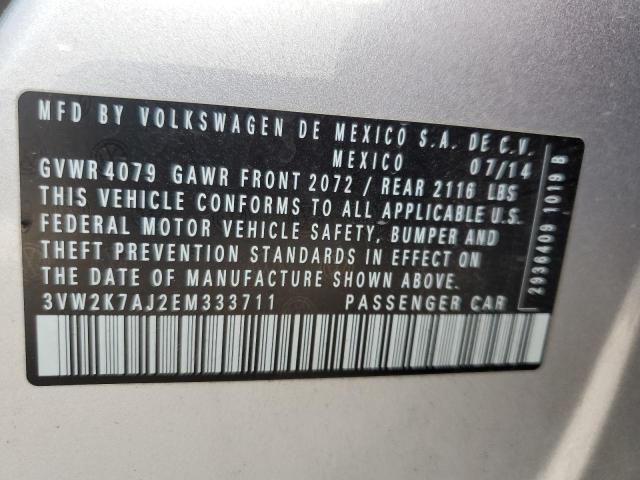 MFD BY VOLKSWAGEN DE MEXICO S.A. DE C.V.
MEXICO 07/14
GVWR 4079 GAWR FRONT 2072 / REAR 2116 LBS
THIS VEHICLE CONFORMS TO ALL APPLICABLE U.S.
FEDERAL MOTOR VEHICLE SAFETY, BUMPER AND
THEFT PREVENTION STANDARDS IN EFFECT ON
THE DATE OF MANUFACTURE SHOWN ABOVE.
3VW2K7AJ2EM333711 PASSENGER CAR
2936409 1019 B